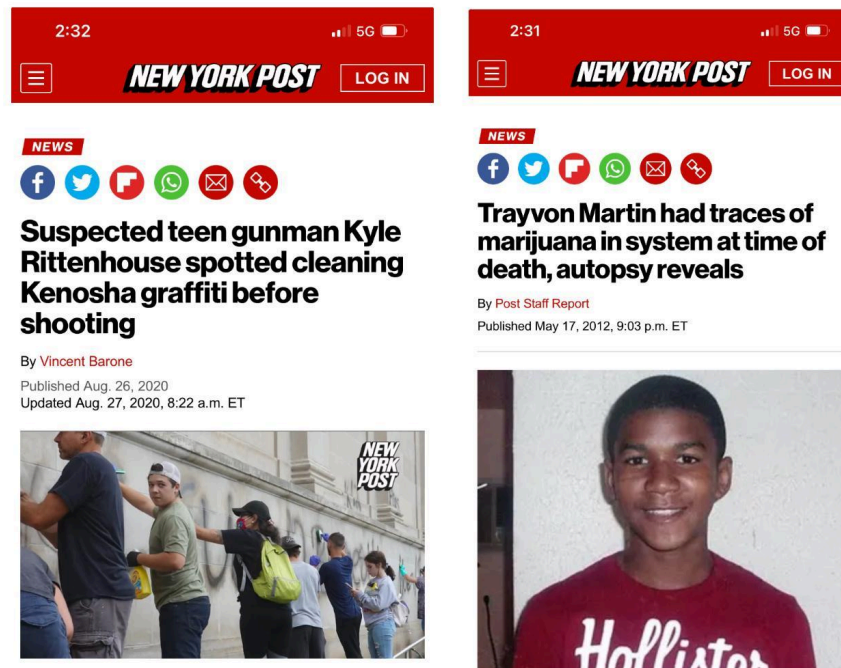 2:32
5G
NEW YORK POST
LOG IN
NEWS
Suspected teen gunman Kyle
Rittenhouse spotted cleaning
Kenosha graffiti before
shooting
By Vincent Barone
Published Aug. 26, 2020
Updated Aug. 27, 2020, 8:22 a.m. ET
NEW
YORK
POST
2:31
5G
NEW YORK POST
LOG IN
NEWS
Trayvon Martin had traces of
marijuana in system at time of
death, autopsy reveals
By Post Staff Report
Published May 17, 2012, 9:03 p.m. ET
Hollister